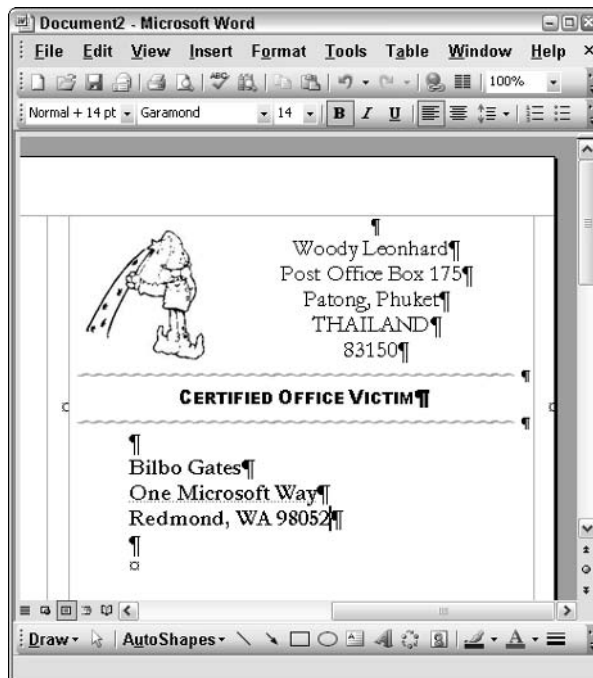 Document2 - Microsoft Word
File Edit View Insert Format Tools Table Window Help ×
100%
Normal + 14 pt Garamond 14 B I U
¶
Woody Leonhard¶
Post Office Box 175¶
Patong, Phuket¶
THAILAND¶
83150¶
¶
CERTIFIED OFFICE VICTIM¶
¶
¶
Bilbo Gates¶
One Microsoft Way¶
Redmond, WA 98052¶
¶
Draw AutoShapes A